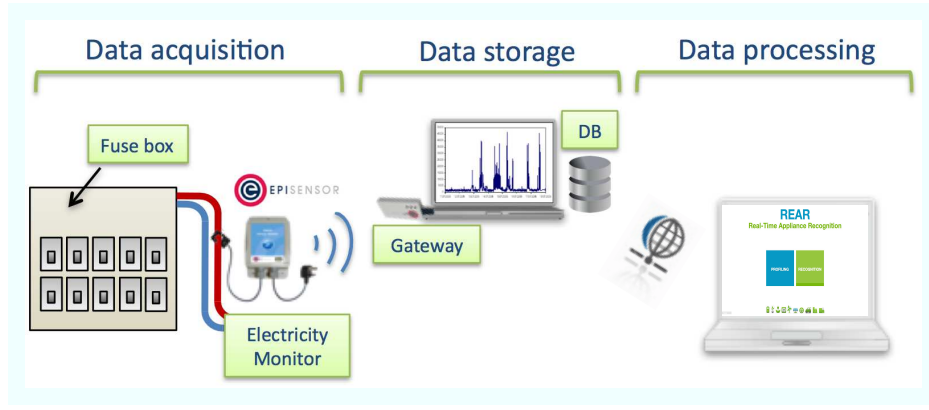 Data acquisition
Data storage
Data processing
Fuse box
EPISENSOR
DB
Gateway
Electricity
Monitor
REAR
Real-Time Appliance Recognition
PROFILING
RECOGNITION